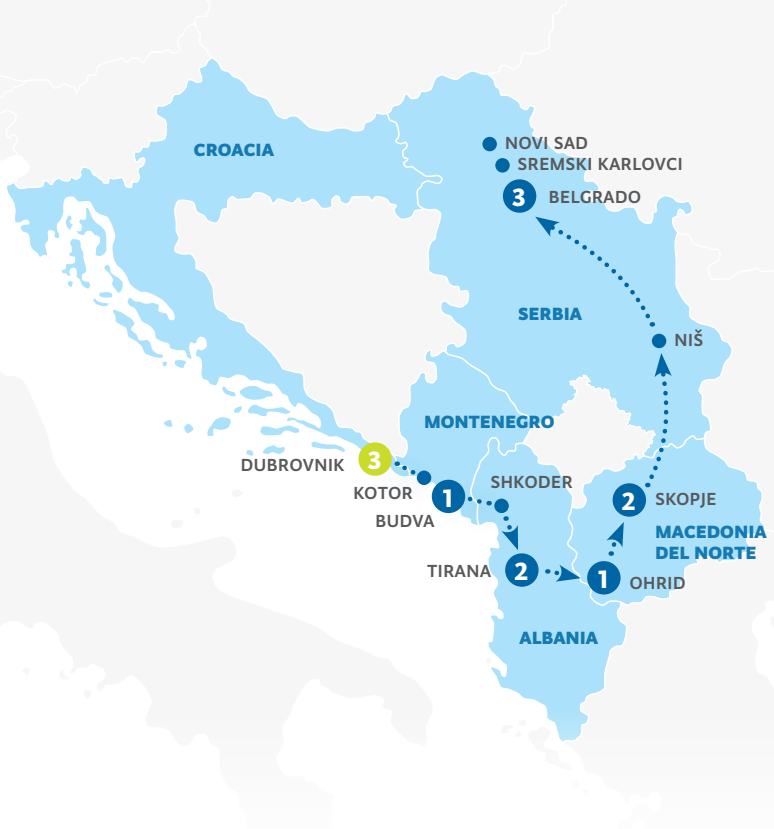 CROACIA
NOVI SAD
SREMSKI KARLOVCI
3 BELGRADO
SERBIA
NIŠ
MONTENEGRO
DUBROVNIK 3
KOTOR
1
BUDVA
SHKODER
2 SKOPJE
MACEDONIA
DEL NORTE
TIRANA 2
1 OHRID
ALBANIA